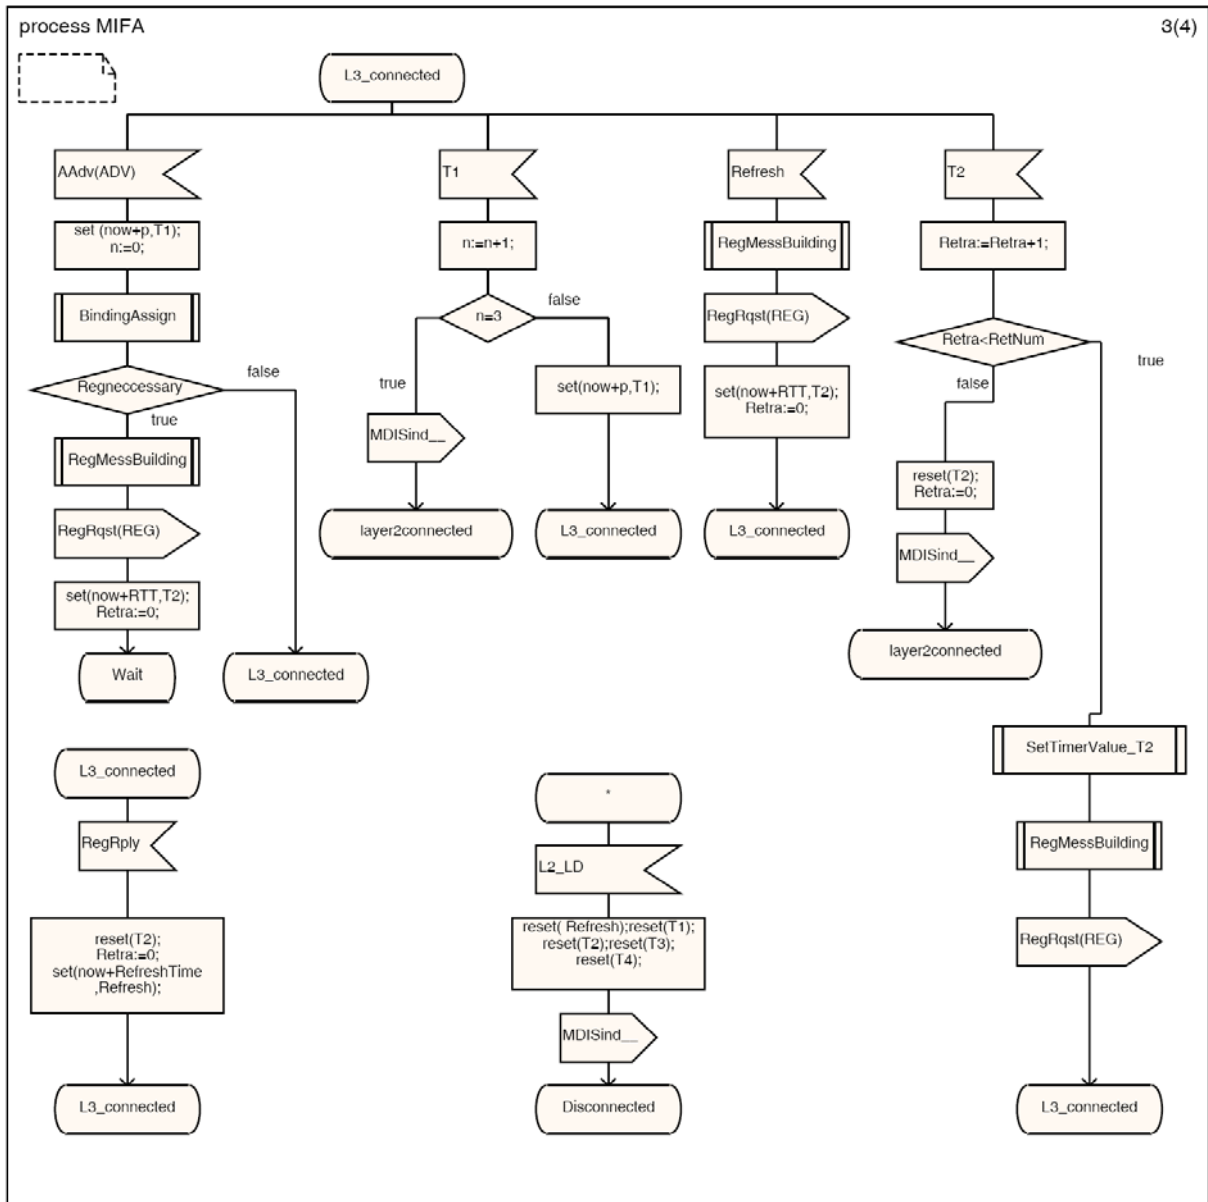 process MIFA
3(4)
L3_connected
AAdv(ADV)
set (now+p,T1);
n:=0;
BindingAssign
Regneccessary
false
true
RegMessBuilding
RegRqst(REG)
set(now+RTT,T2);
Retra:=0;
Wait
L3_connected
T1
n:=n+1;
n=3
false
true
MDISind__
layer2connected
set(now+p,T1);
L3_connected
Refresh
RegMessBuilding
RegRqst(REG)
set(now+RTT,T2);
Retra:=0;
L3_connected
T2
Retra:=Retra+1;
Retra<RetNum
true
false
reset(T2);
Retra:=0;
MDISind__
layer2connected
SetTimerValue_T2
RegMessBuilding
RegRqst(REG)
L3_connected
L3_connected
RegRply
reset(T2);
Retra:=0;
set(now+RefreshTime
,Refresh);
L3_connected
*
L2_LD
reset( Refresh);reset(T1);
reset(T2);reset(T3);
reset(T4);
MDISind__
Disconnected